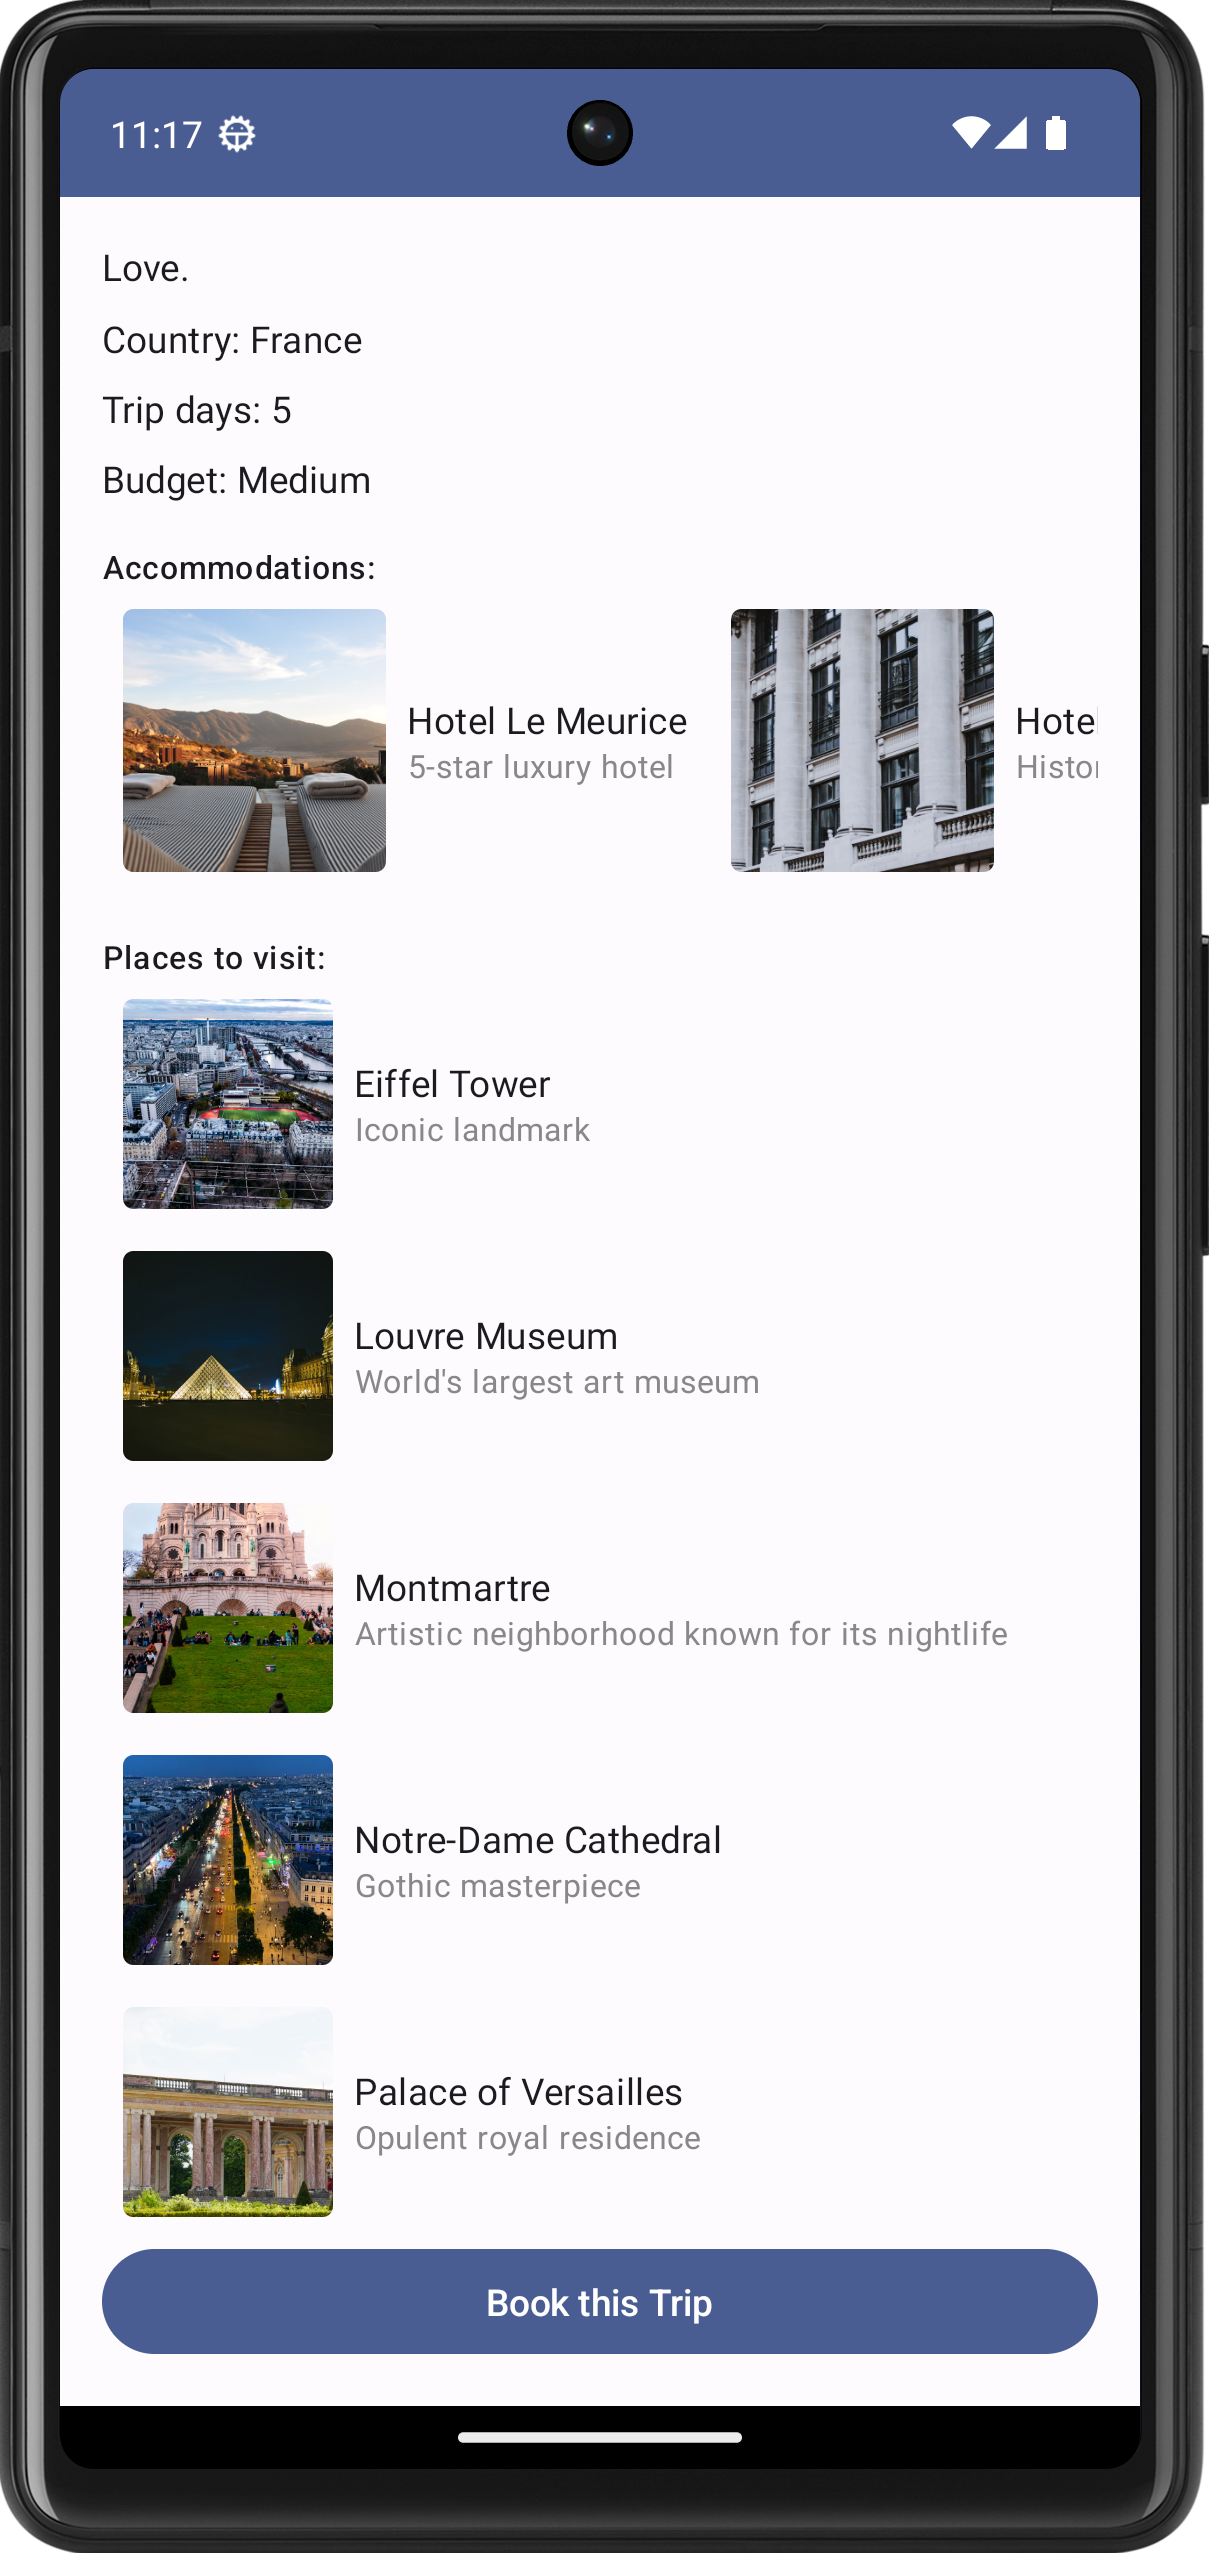 11:17
Love.
Country: France
Trip days: 5
Budget: Medium
Accommodations:
Hotel Le Meurice
5-star luxury hotel
Hotel
Histor
Places to visit:
Eiffel Tower
Iconic landmark
Louvre Museum
World's largest art museum
Montmartre
Artistic neighborhood known for its nightlife
Notre-Dame Cathedral
Gothic masterpiece
Palace of Versailles
Opulent royal residence
Book this Trip